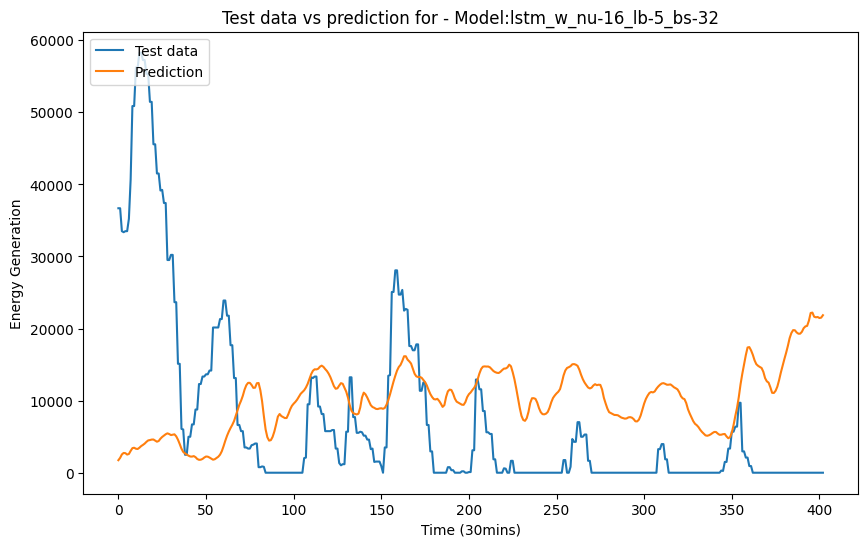 Test data vs prediction for - Model:lstm_w_nu-16_lb-5_bs-32
Test data
Prediction
60000
50000
40000
30000
20000
10000
0
Energy Generation
0 50 100 150 200 250 300 350 400
Time (30mins)